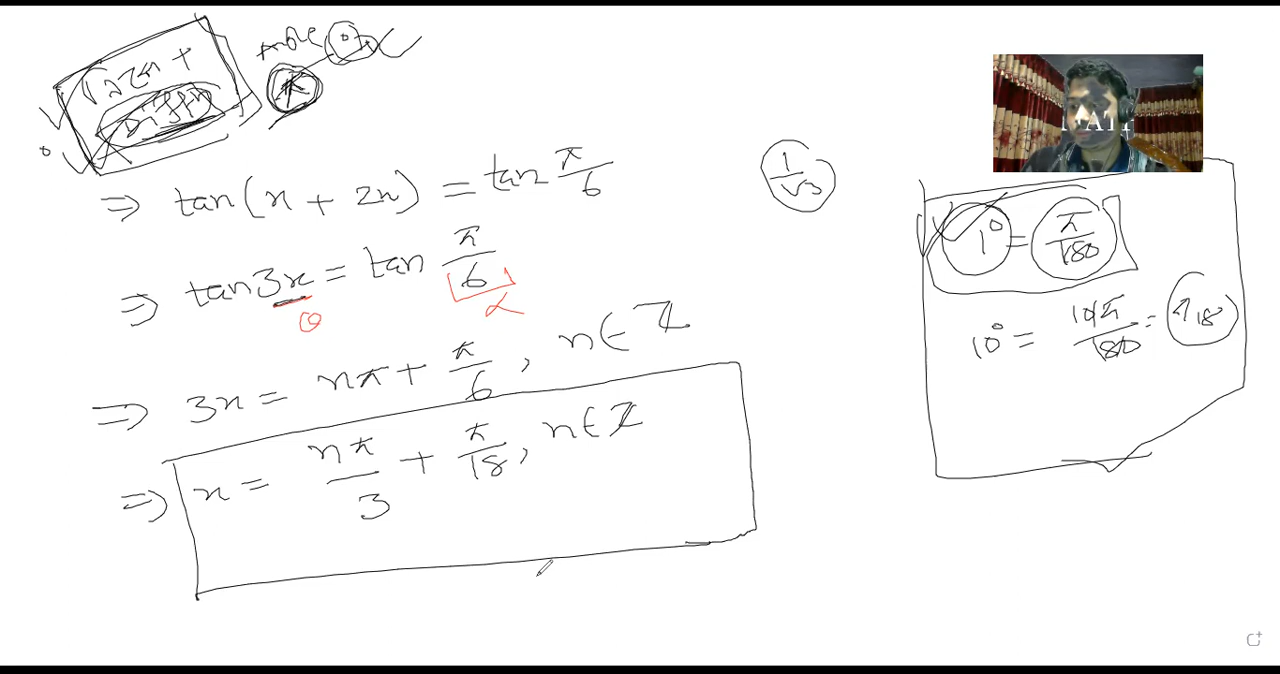 ⇒ tan(x + 2x) = tan π/6
⇒ tan3x = tan π/6
θ α
⇒ 3x = nπ + π/6, n ∈ ℤ
⇒ x = nπ/3 + π/18, n ∈ ℤ
1/√3
MATH
1° = π/180
10° = 10π/180 = π/18